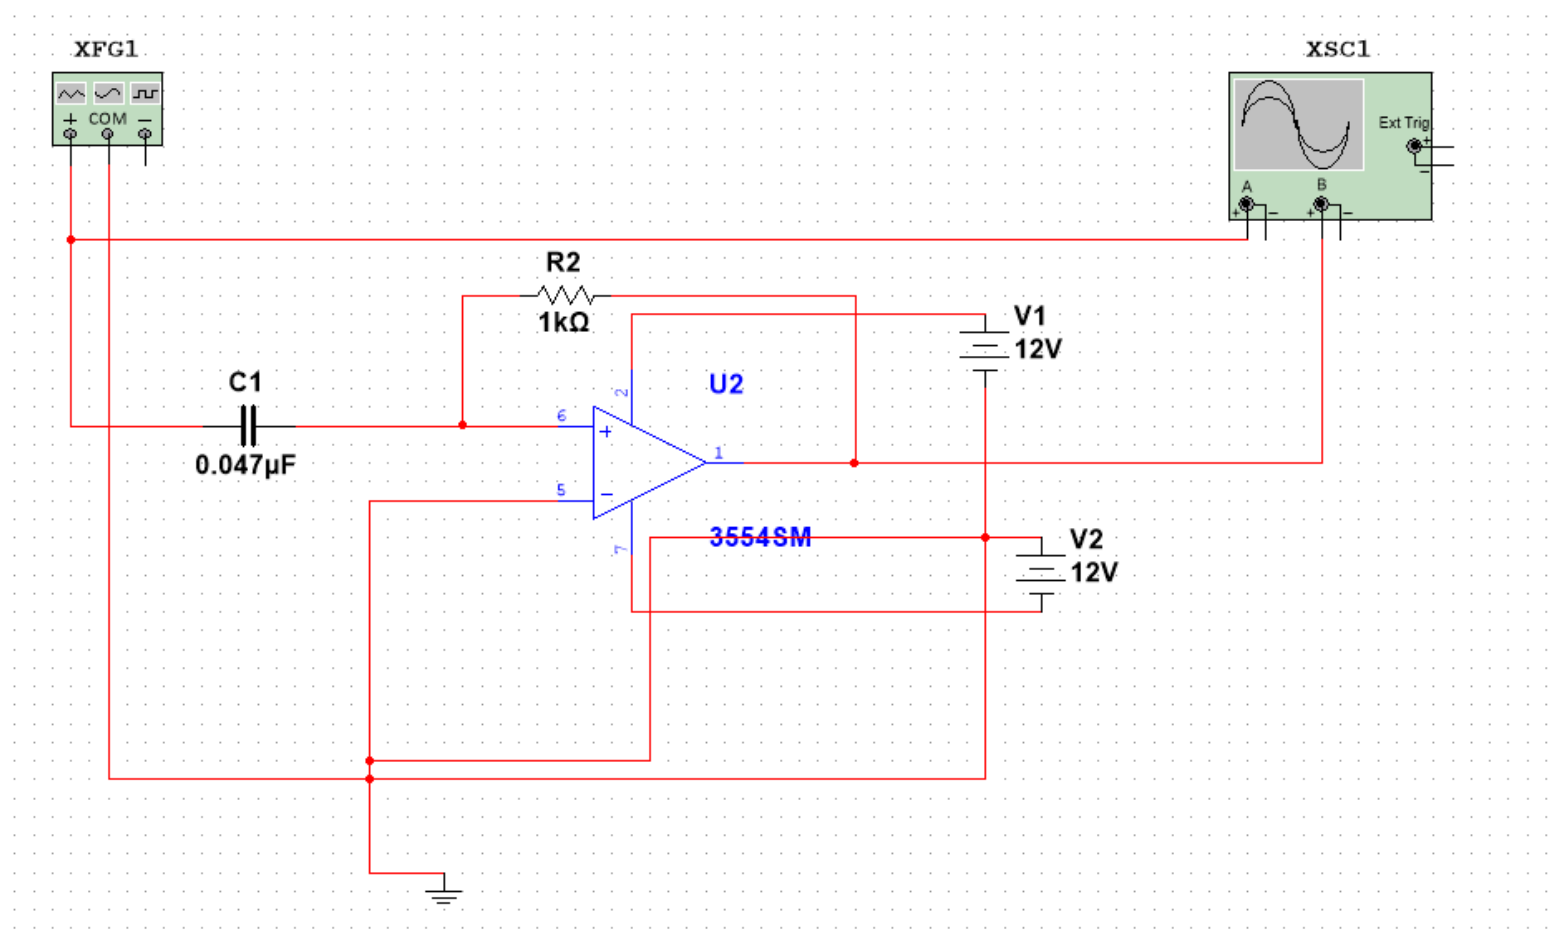 XFG1
XSC1
+ COM −
Ext Trig
+
−
A
B
+ − + −
R2
1kΩ
V1
12V
C1
0.047µF
U2
2
6
+
1
5
−
7
3554SM
V2
12V